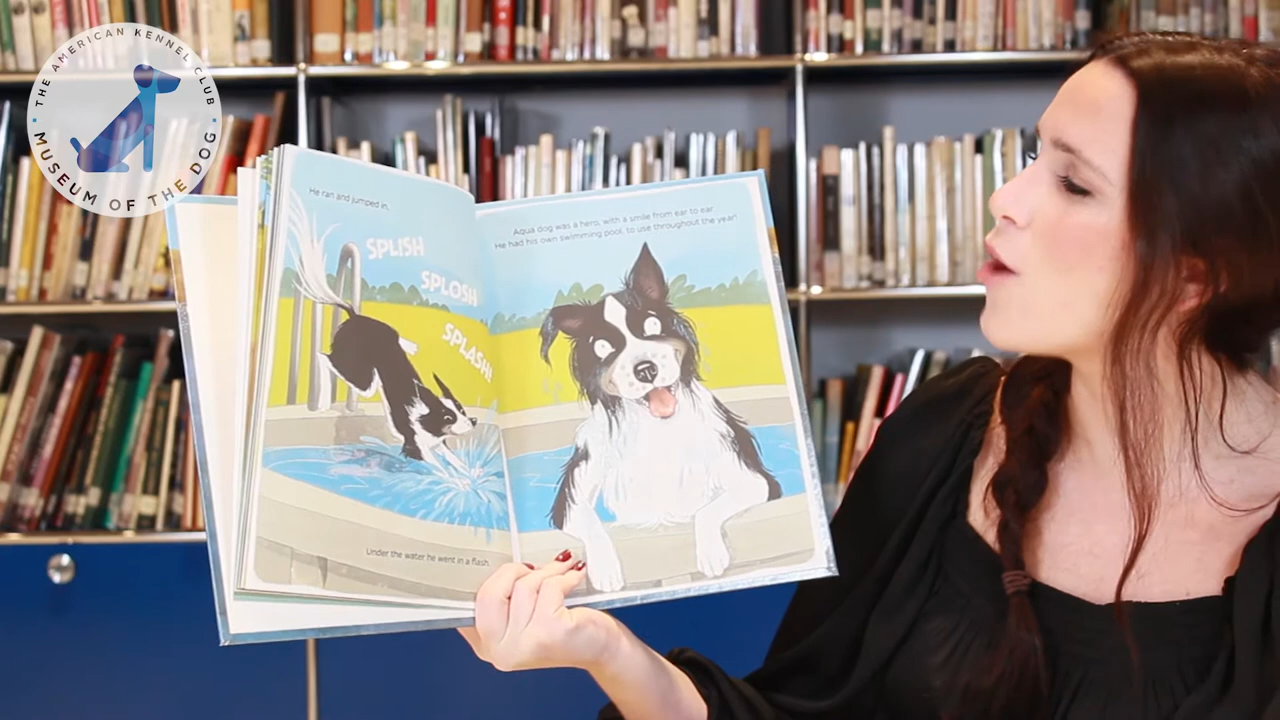 THE AMERICAN KENNEL CLUB
MUSEUM OF THE DOG
He ran and jumped in,
SPLISH
SPLOSH
SPLASH!
Under the water he went in a flash.
Aqua dog was a hero, with a smile from ear to ear
He had his own swimming pool, to use throughout the year!